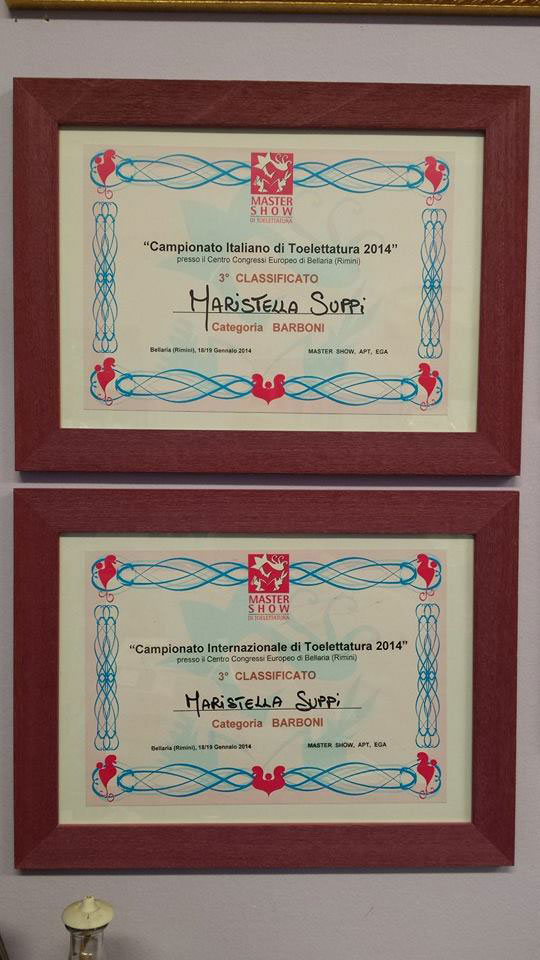 MASTER
SHOW
DI TOELETTATURA
“Campionato Italiano di Toelettatura 2014”
presso il Centro Congressi Europeo di Bellaria (Rimini)
3° CLASSIFICATO
MARISTELLA SUPPI
Categoria BARBONI
Bellaria (Rimini), 18/19 Gennaio 2014 MASTER SHOW, APT, EGA
MASTER
SHOW
DI TOELETTATURA
“Campionato Internazionale di Toelettatura 2014”
presso il Centro Congressi Europeo di Bellaria (Rimini)
3° CLASSIFICATO
MARISTELLA SUPPI
Categoria BARBONI
Bellaria (Rimini), 18/19 Gennaio 2014 MASTER SHOW, APT, EGA